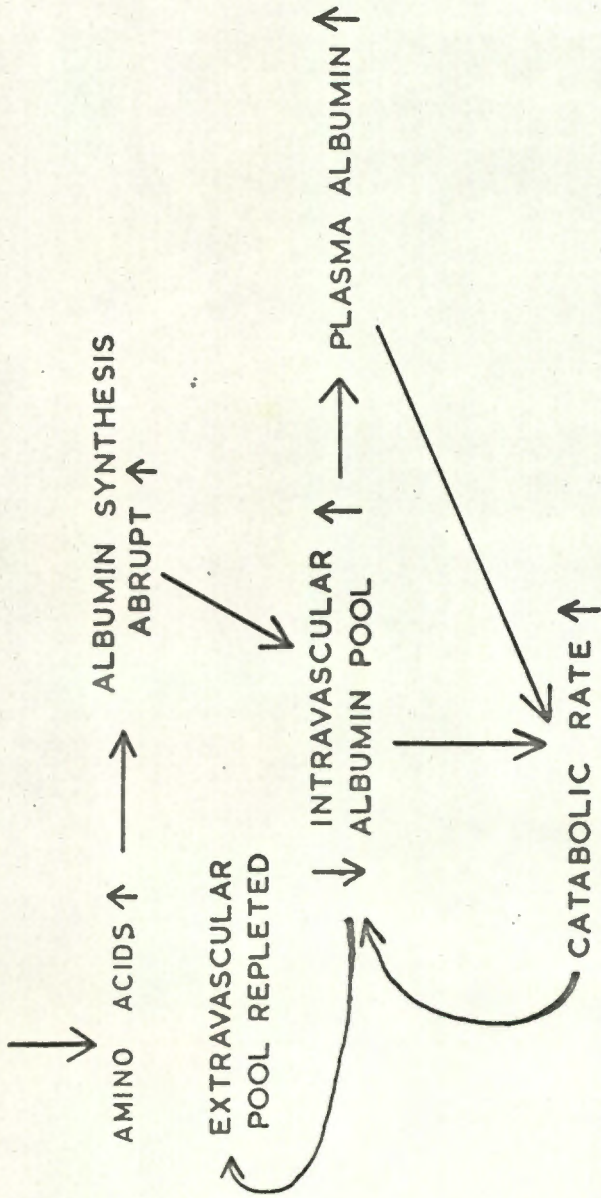 AMINO ACIDS ↑
ALBUMIN SYNTHESIS
ABRUPT ↑
EXTRAVASCULAR
POOL REPLETED
↓ INTRAVASCULAR ↑
ALBUMIN POOL
PLASMA ALBUMIN ↑
CATABOLIC RATE ↑